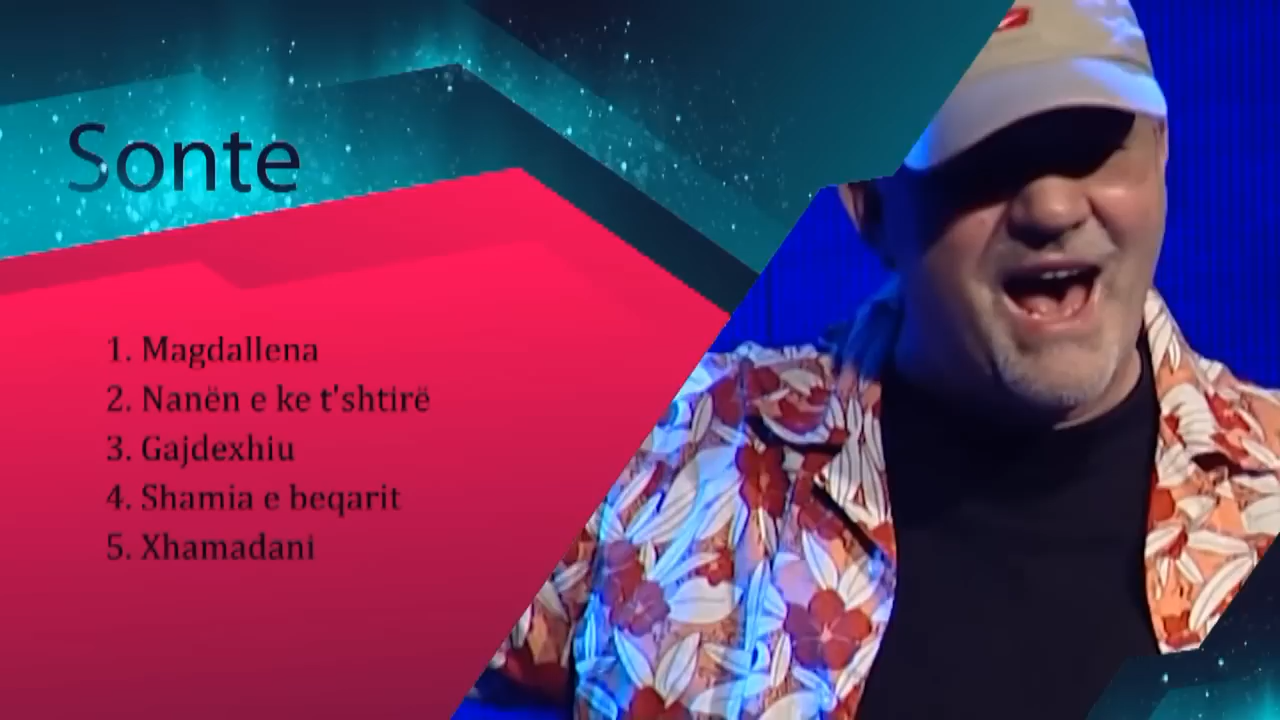 Sonte
1. Magdallena
2. Nanën e ke t'shtirë
3. Gajdexhiu
4. Shamia e beqarit
5. Xhamadani